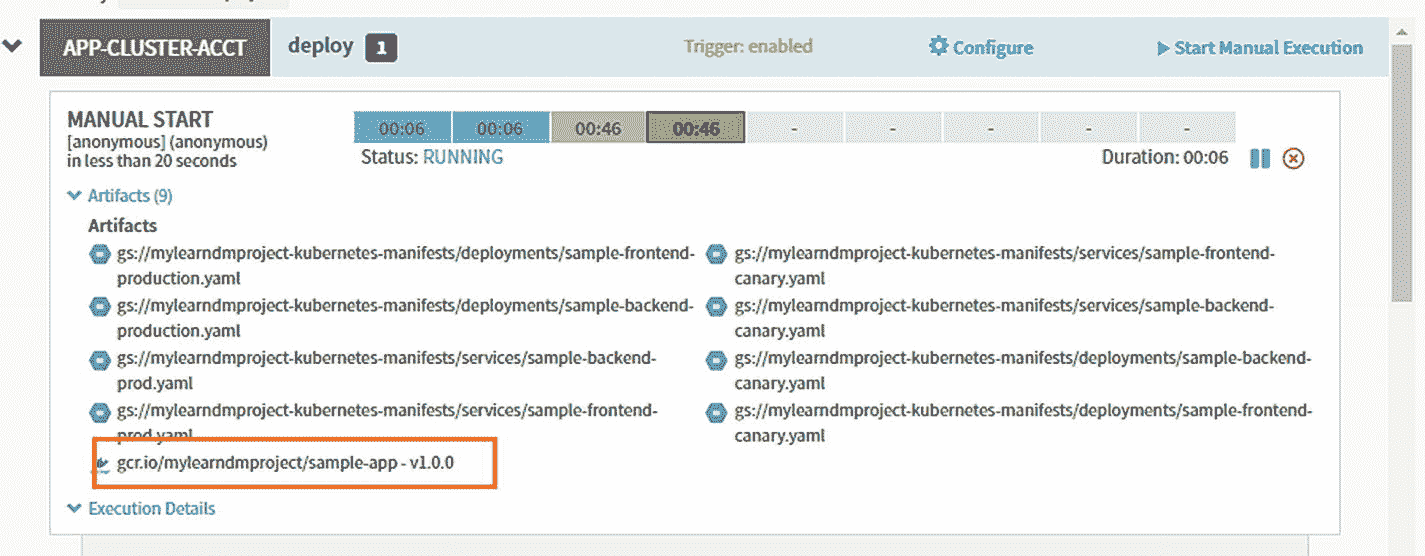 APP-CLUSTER-ACCT deploy 1 Trigger: enabled Configure Start Manual Execution
MANUAL START
[anonymous] (anonymous)
in less than 20 seconds
00:06 00:06 00:46 00:46 - - - - -
Status: RUNNING Duration: 00:06
Artifacts (9)
Artifacts
gs://mylearndmproject-kubernetes-manifests/deployments/sample-frontend-
production.yaml
gs://mylearndmproject-kubernetes-manifests/services/sample-frontend-
canary.yaml
gs://mylearndmproject-kubernetes-manifests/deployments/sample-backend-
production.yaml
gs://mylearndmproject-kubernetes-manifests/services/sample-backend-
canary.yaml
gs://mylearndmproject-kubernetes-manifests/services/sample-backend-
prod.yaml
gs://mylearndmproject-kubernetes-manifests/deployments/sample-backend-
canary.yaml
gs://mylearndmproject-kubernetes-manifests/services/sample-frontend-
prod.yaml
gs://mylearndmproject-kubernetes-manifests/deployments/sample-frontend-
canary.yaml
gcr.io/mylearndmproject/sample-app - v1.0.0
Execution Details